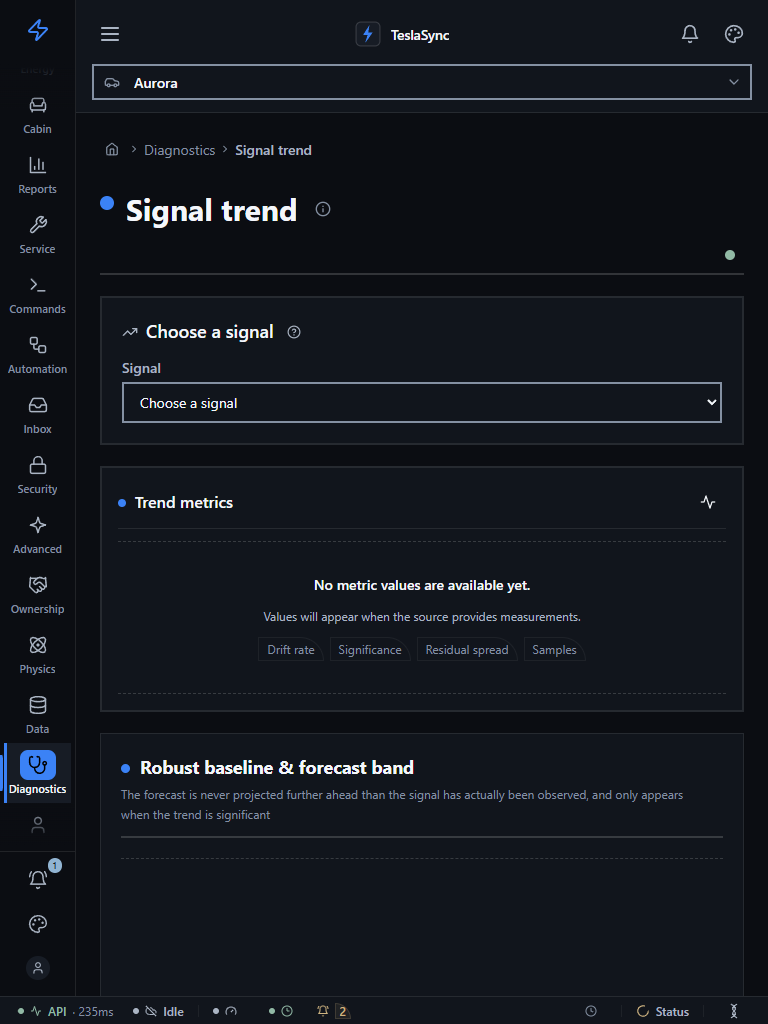 TeslaSync
Aurora
Energy
Cabin
Reports
Service
Commands
Automation
Inbox
Security
Advanced
Ownership
Physics
Data
Diagnostics
1
Diagnostics
Signal trend
Signal trend
Choose a signal
Signal
Choose a signal
Trend metrics
No metric values are available yet.
Values will appear when the source provides measurements.
Drift rate
Significance
Residual spread
Samples
Robust baseline & forecast band
The forecast is never projected further ahead than the signal has actually been observed, and only appears
when the trend is significant
API · 235ms
Idle
2
Status